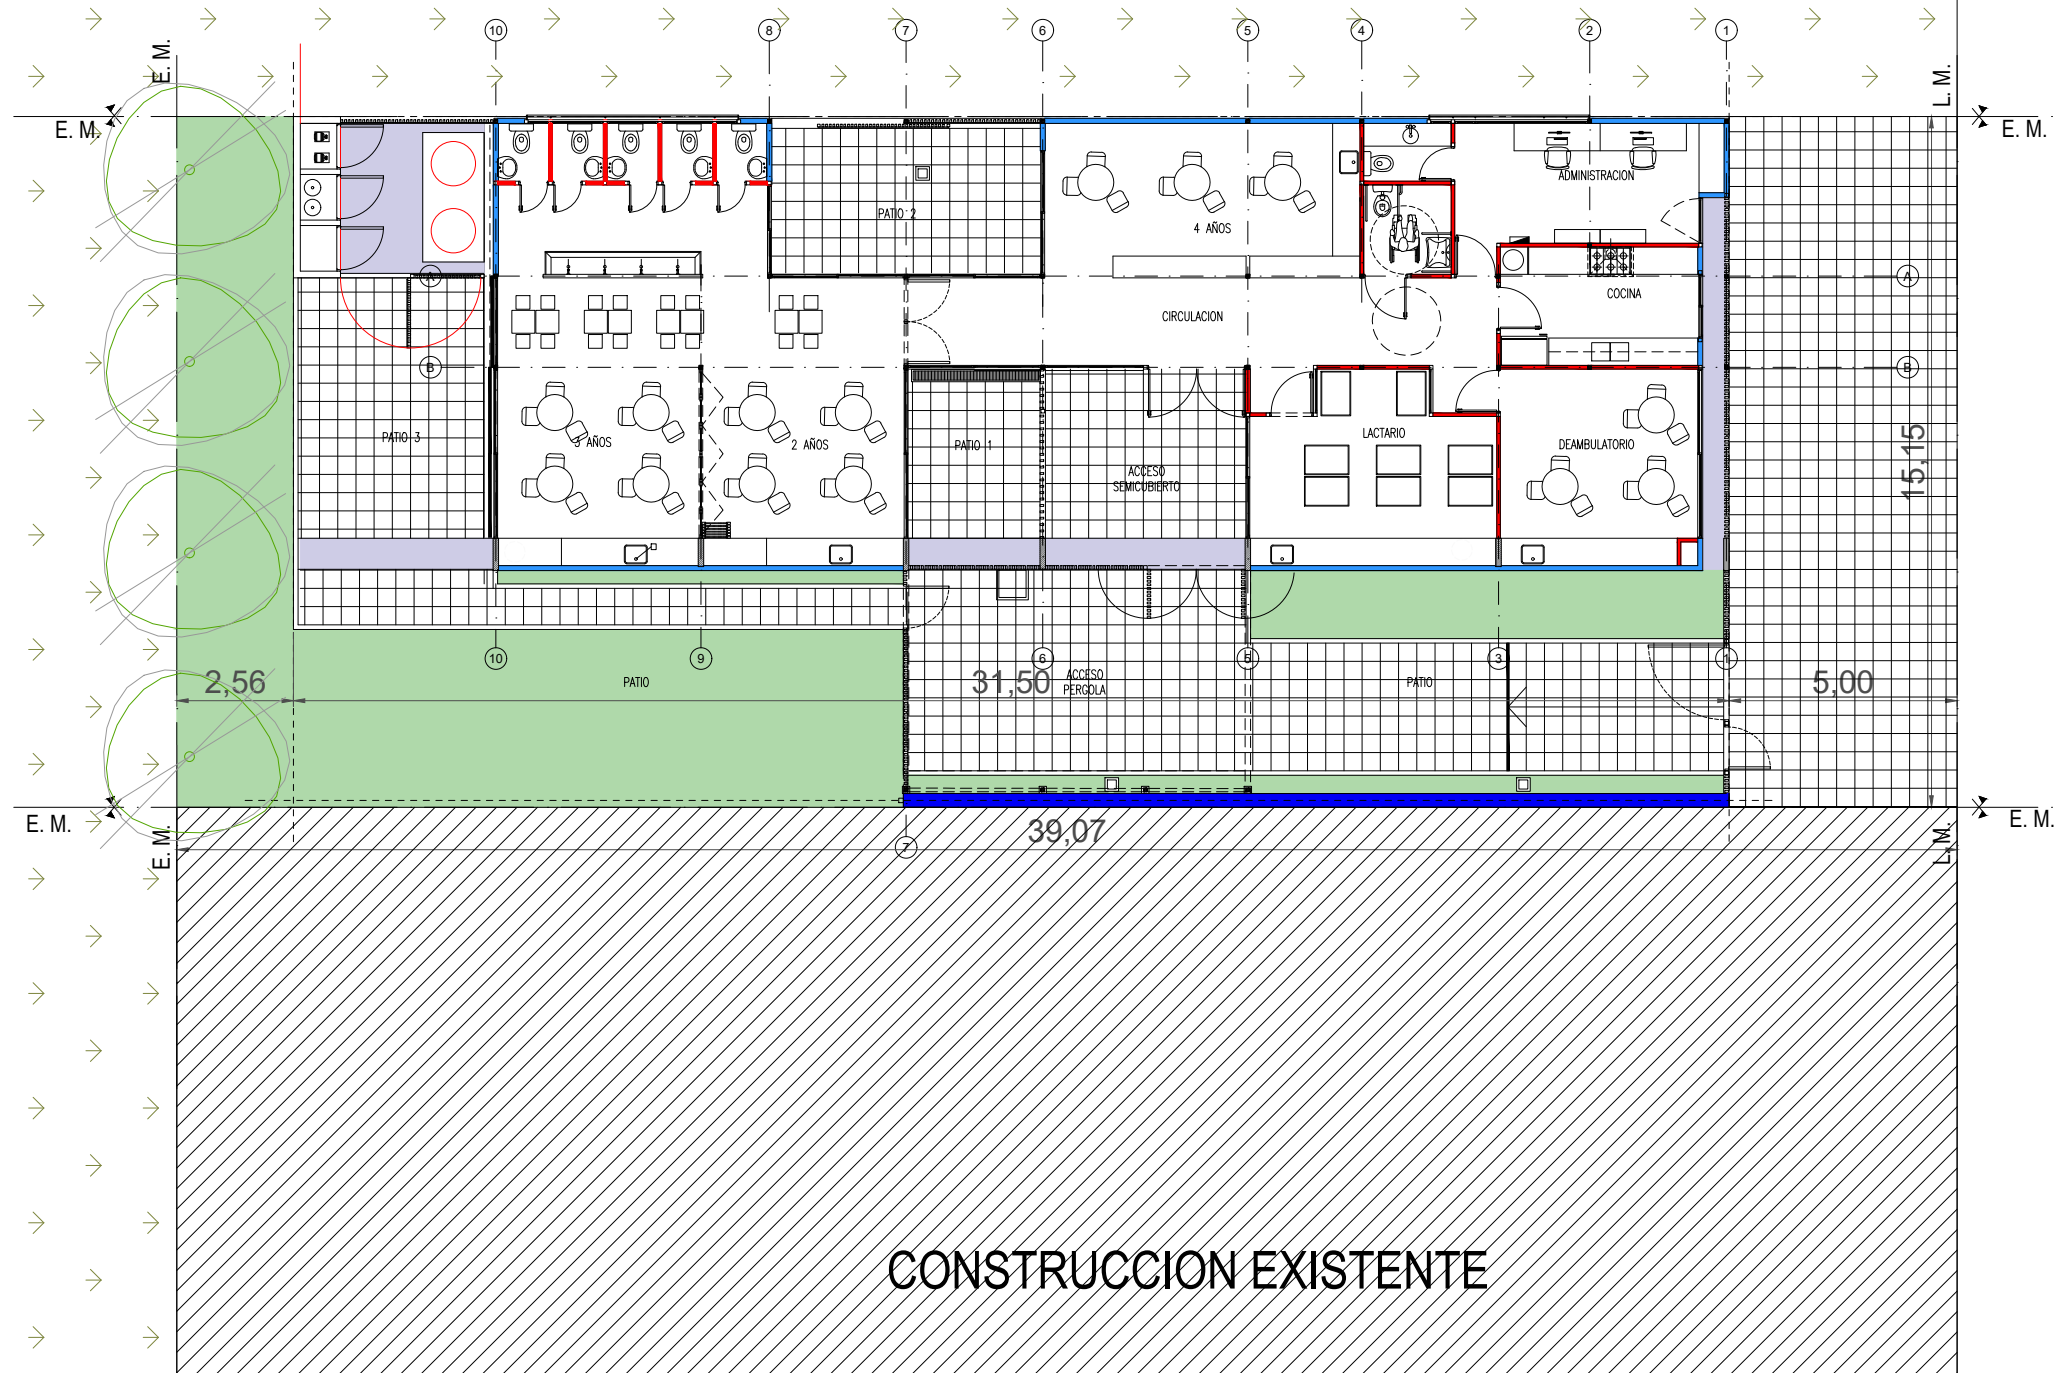 10
8
7
6
5
4
2
1
E. M.
L. M.
E. M.
E. M.
ADMINISTRACION
PATIO 2
4 AÑOS
A
A
COCINA
CIRCULACION
B
B
PATIO 3
3 AÑOS
2 AÑOS
PATIO 1
LACTARIO
DEAMBULATORIO
15,15
ACCESO
SEMICUBIERTO
10
9
6
5
3
1
2,56
PATIO
31,50
ACCESO
PERGOLA
PATIO
5,00
E. M.
E. M.
39,07
7
E. M.
L. M.
CONSTRUCCION EXISTENTE